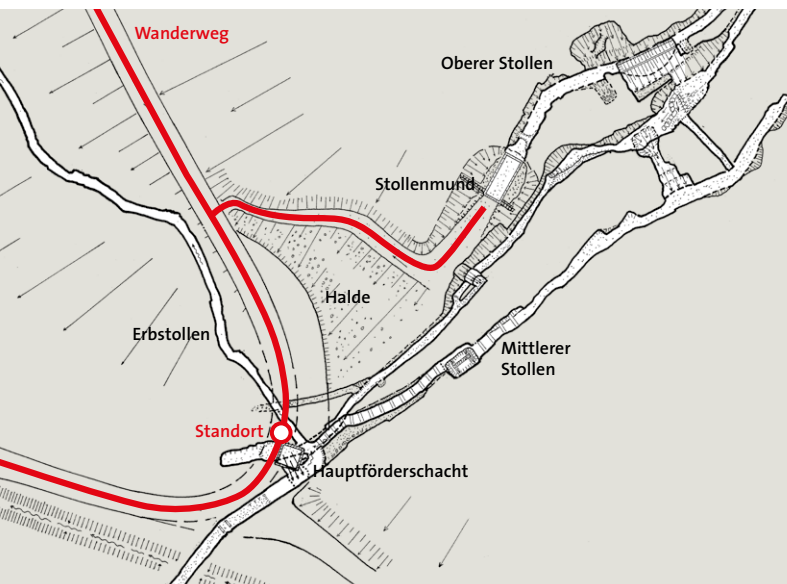 Wanderweg
Oberer Stollen
Stollenmund
Halde
Erbstollen
Mittlerer
Stollen
Standort
Hauptförderschacht